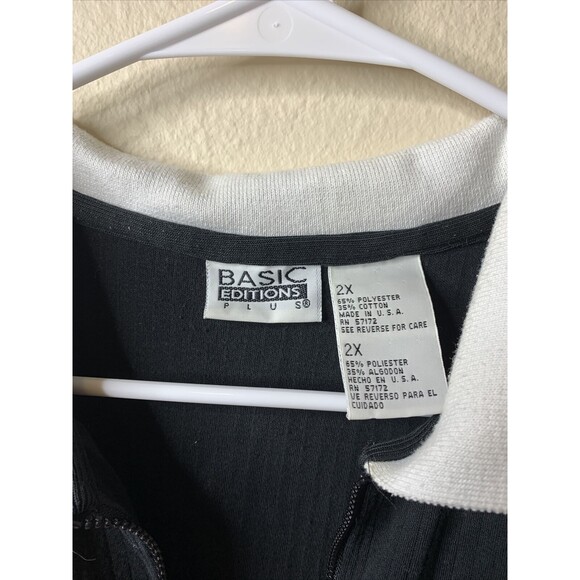 BASIC
EDITIONS
PLUS®
2X
65% POLYESTER
35% COTTON
MADE IN U.S.A.
RN 57172
SEE REVERSE FOR CARE
2X
65% POLIESTER
35% ALGODON
HECHO EN U.S.A.
RN 57172
VE REVERSO PARA EL
CUIDADO